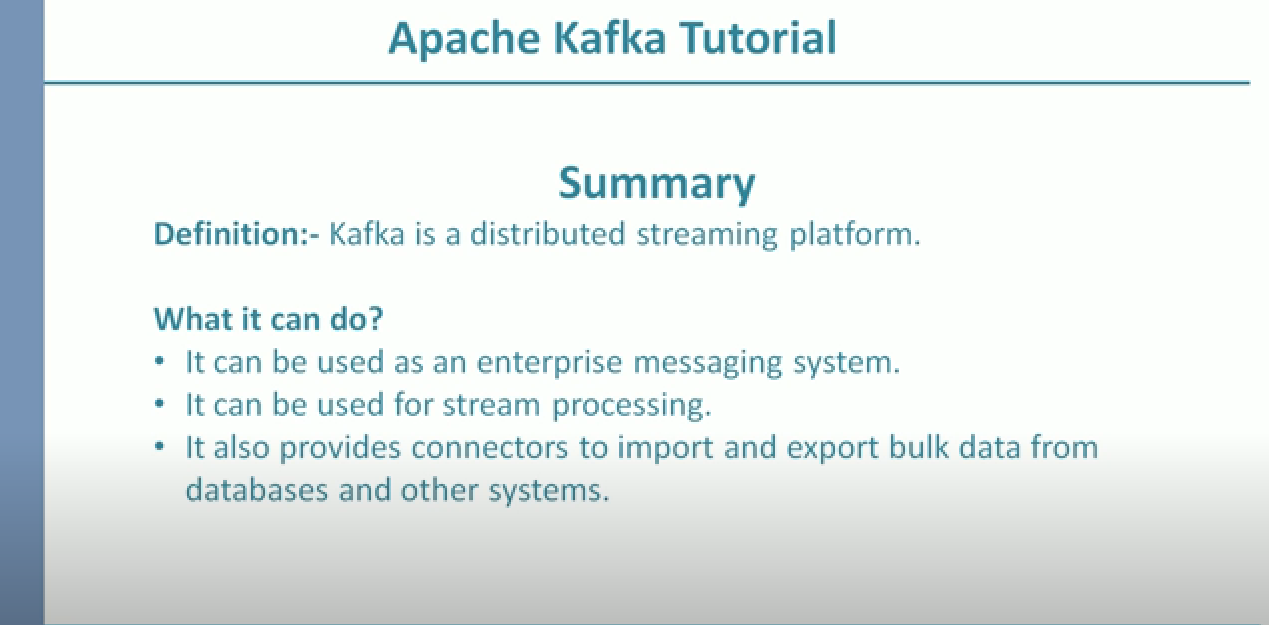 Apache Kafka Tutorial
Summary
Definition:- Kafka is a distributed streaming platform.
What it can do?
• It can be used as an enterprise messaging system.
• It can be used for stream processing.
• It also provides connectors to import and export bulk data from
databases and other systems.